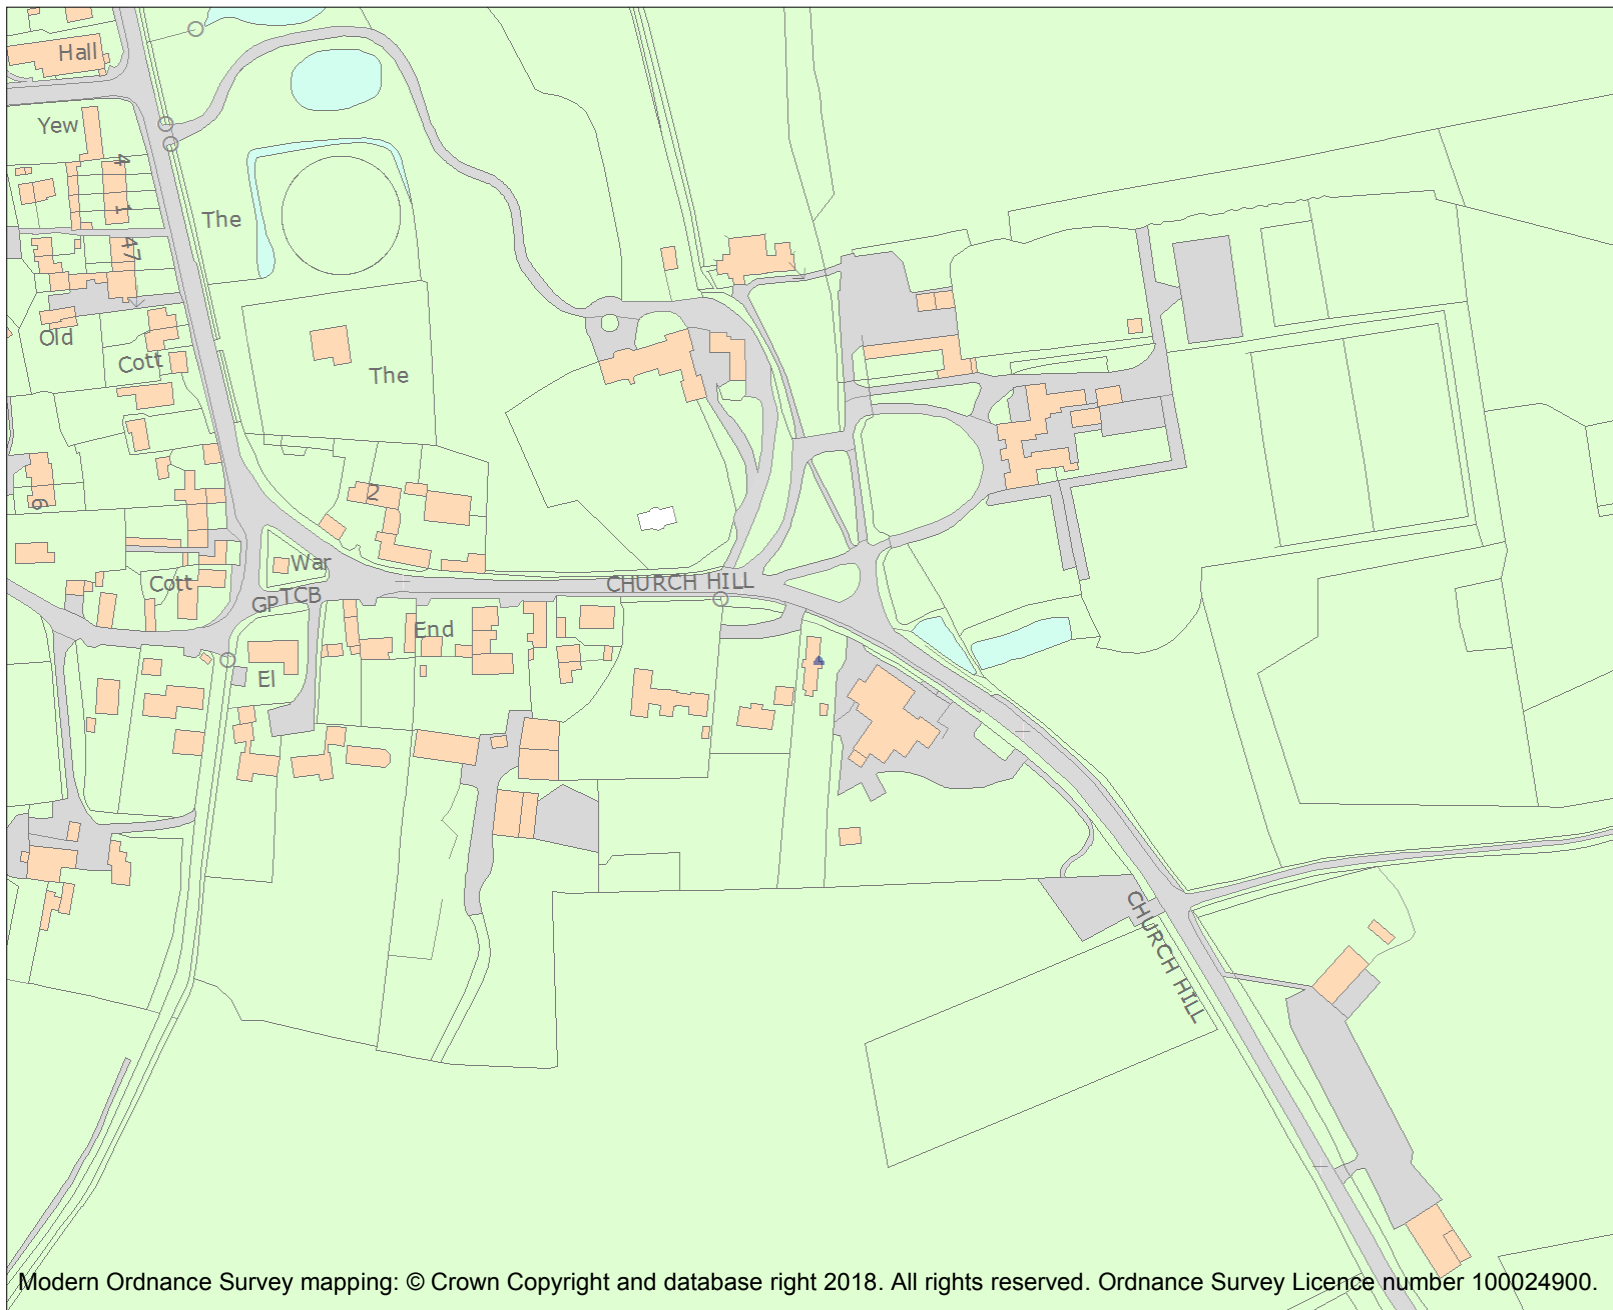 Hall
Yew
4
1
The
47
Old
Cott
The
2
6
War
Cott
CHURCH HILL
GP
TCB
End
El
CHURCH HILL
Modern Ordnance Survey mapping: © Crown Copyright and database right 2018. All rights reserved. Ordnance Survey Licence number 100024900.